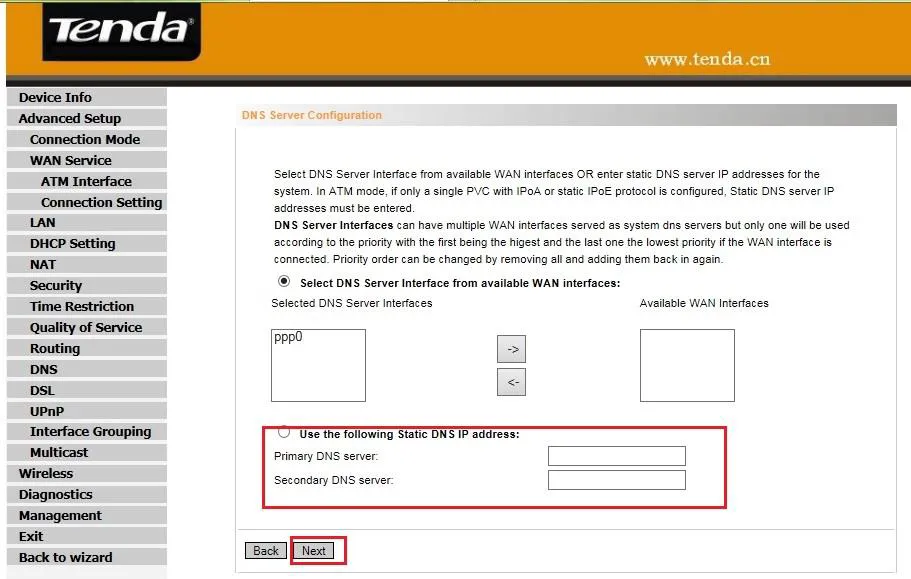 Tenda®
www.tenda.cn
Device Info
Advanced Setup
Connection Mode
WAN Service
ATM Interface
Connection Setting
LAN
DHCP Setting
NAT
Security
Time Restriction
Quality of Service
Routing
DNS
DSL
UPnP
Interface Grouping
Multicast
Wireless
Diagnostics
Management
Exit
Back to wizard
DNS Server Configuration
Select DNS Server Interface from available WAN interfaces OR enter static DNS server IP addresses for the
system. In ATM mode, if only a single PVC with IPoA or static IPoE protocol is configured, Static DNS server IP
addresses must be entered.
DNS Server Interfaces can have multiple WAN interfaces served as system dns servers but only one will be used
according to the priority with the first being the higest and the last one the lowest priority if the WAN interface is
connected. Priority order can be changed by removing all and adding them back in again.
Select DNS Server Interface from available WAN interfaces:
Selected DNS Server Interfaces Available WAN Interfaces
ppp0
->
<-
Use the following Static DNS IP address:
Primary DNS server:
Secondary DNS server:
Back Next